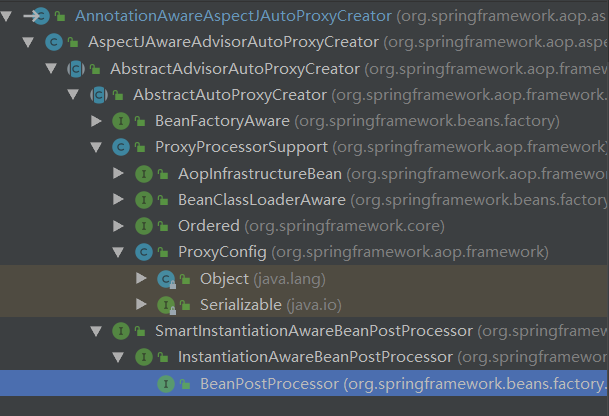 AnnotationAwareAspectJAutoProxyCreator (org.springframework.aop.as
AspectJAwareAdvisorAutoProxyCreator (org.springframework.aop.aspe
AbstractAdvisorAutoProxyCreator (org.springframework.aop.framew
AbstractAutoProxyCreator (org.springframework.aop.framework.
BeanFactoryAware (org.springframework.beans.factory)
ProxyProcessorSupport (org.springframework.aop.framework)
AopInfrastructureBean (org.springframework.aop.framewo
BeanClassLoaderAware (org.springframework.beans.factory
Ordered (org.springframework.core)
ProxyConfig (org.springframework.aop.framework)
Object (java.lang)
Serializable (java.io)
SmartInstantiationAwareBeanPostProcessor (org.springframew
InstantiationAwareBeanPostProcessor (org.springframework
BeanPostProcessor (org.springframework.beans.factory.